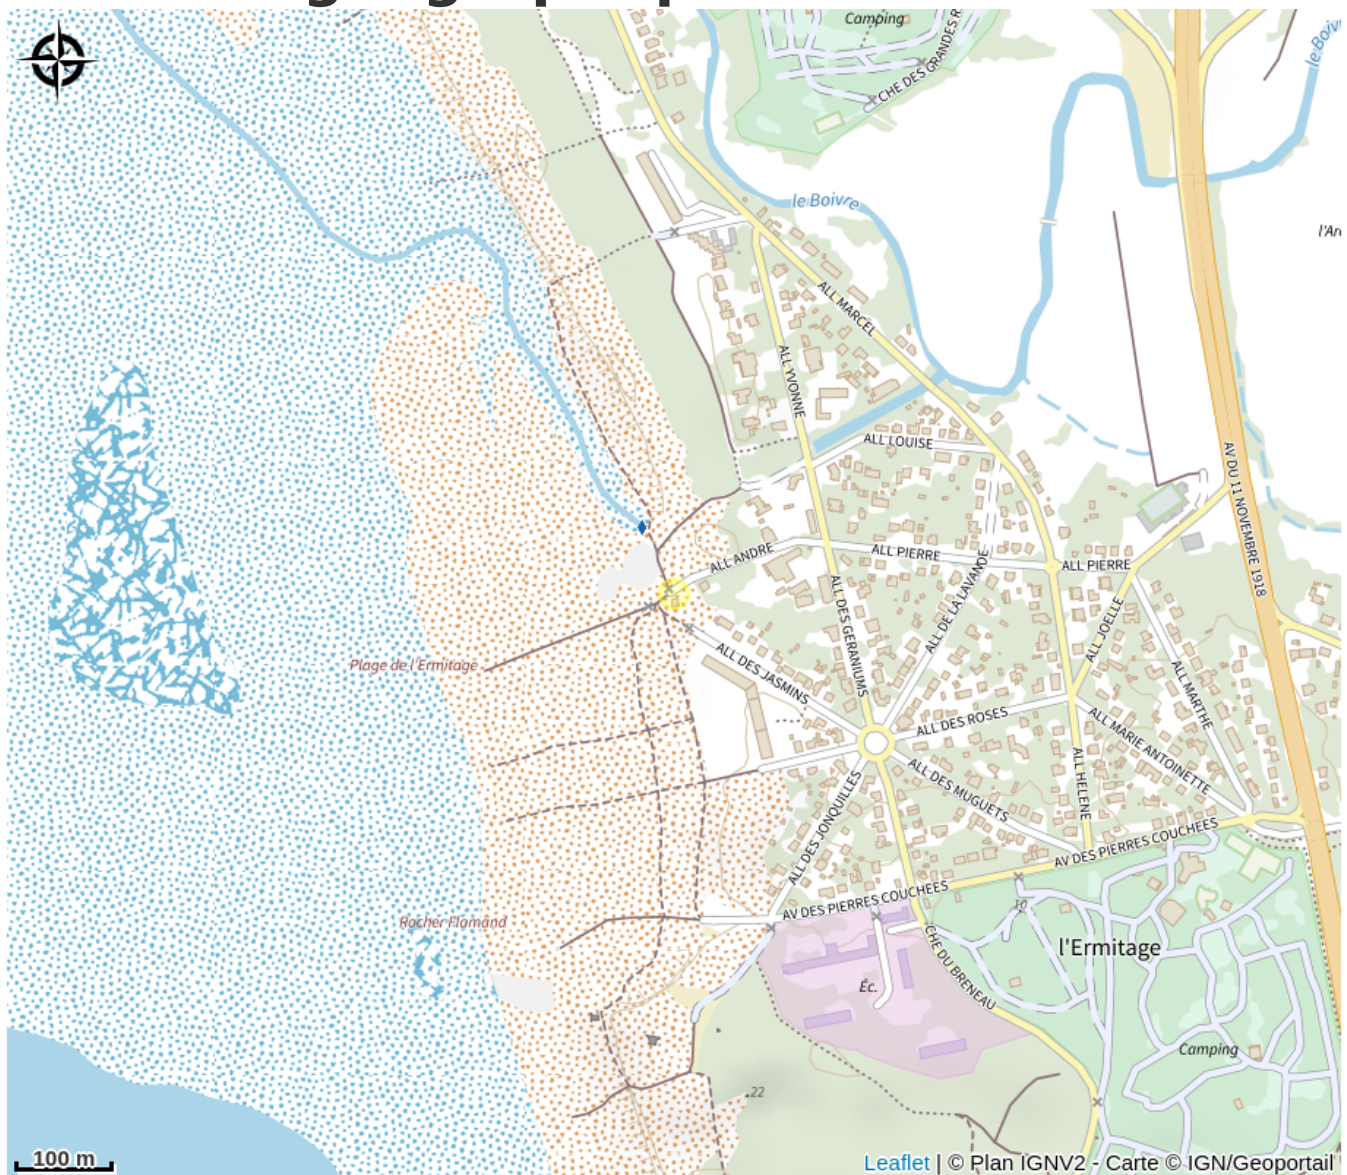 Camping
CHE DES GRANDES R
le Boivre
le Boivre
l'An
ALL MARCEL
ALL YVONNE
ALL LOUISE
AV DU 11 NOVEMBRE 1918
ALL ANDRE
ALL PIERRE
ALL PIERRE
ALL DE LA LAVANDE
ALL DES GERANIUMS
ALL JOELLE
Plage de l'Ermitage
ALL DES JASMINS
ALL MARTHE
ALL DES ROSES
ALL MARIE ANTOINETTE
ALL HELENE
ALL DES MUGUETS
ALL DES JONQUILLES
AV DES PIERRES COUCHEES
AV DES PIERRES COUCHEES
10
Rocher Flamand
l'Ermitage
CHE DU BRENEAU
Éc.
Camping
22
100 m
Leaflet | © Plan IGNV2 - Carte © IGN/Geoportail